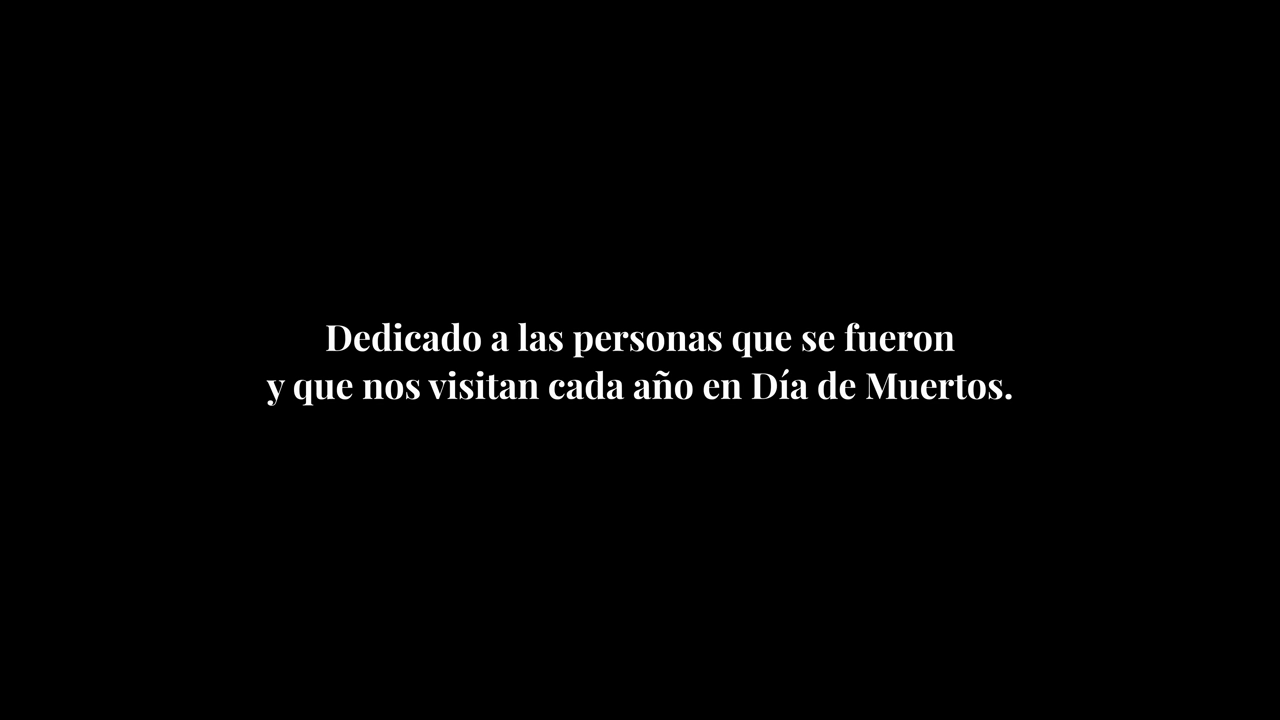 Dedicado a las personas que se fueron
y que nos visitan cada año en Día de Muertos.